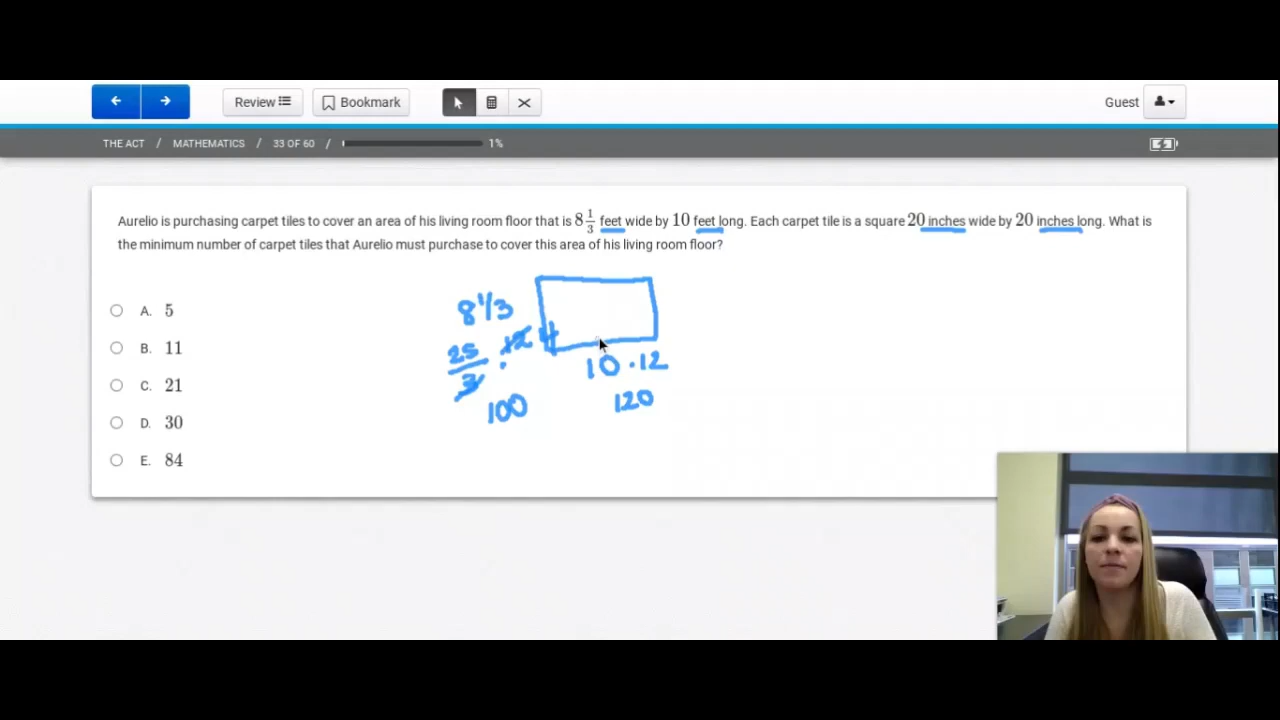 Review
Bookmark
Guest
THE ACT / MATHEMATICS / 33 OF 60 / 1%
Aurelio is purchasing carpet tiles to cover an area of his living room floor that is 8 1/3 feet wide by 10 feet long. Each carpet tile is a square 20 inches wide by 20 inches long. What is
the minimum number of carpet tiles that Aurelio must purchase to cover this area of his living room floor?
A. 5
B. 11
C. 21
D. 30
E. 84
8 1/3
25/3 · 12 4
100
10 · 12
120